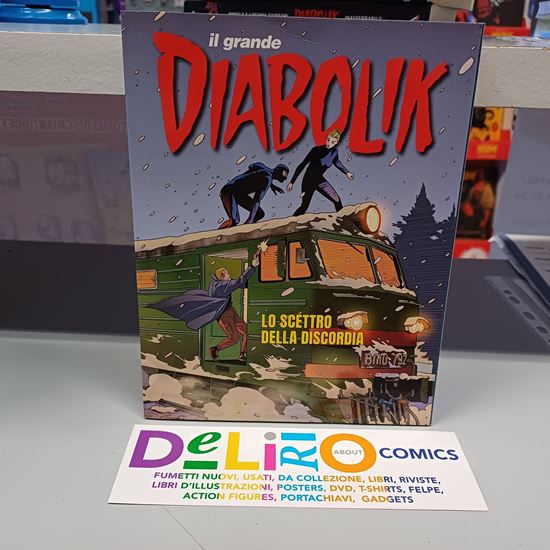 il grande
DIABOLIK
LO SCETTRO
DELLA DISCORDIA
DeLiRiO ABOUT COMICS
FUMETTI NUOVI, USATI, DA COLLEZIONE, LIBRI, RIVISTE,
LIBRI D'ILLUSTRAZIONI, POSTERS, DVD, T-SHIRTS, FELPE,
ACTION FIGURES, PORTACHIAVI, GADGETS